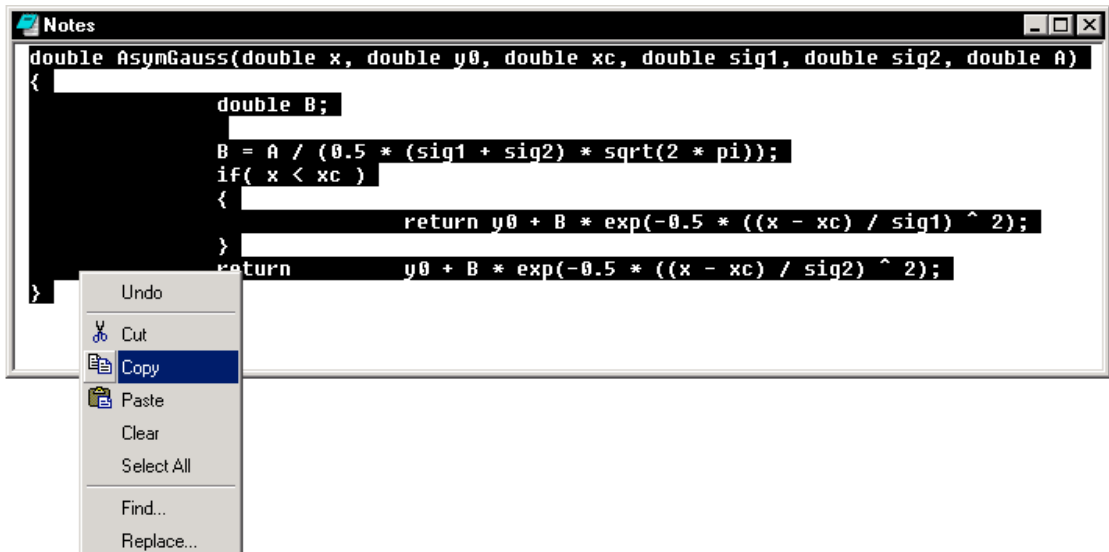 Notes
double AsymGauss(double x, double y0, double xc, double sig1, double sig2, double A)
{
double B;
B = A / (0.5 * (sig1 + sig2) * sqrt(2 * pi));
if( x < xc )
{
return y0 + B * exp(-0.5 * ((x - xc) / sig1) ^ 2);
}
return y0 + B * exp(-0.5 * ((x - xc) / sig2) ^ 2);
}
Undo
Cut
Copy
Paste
Clear
Select All
Find...
Replace...